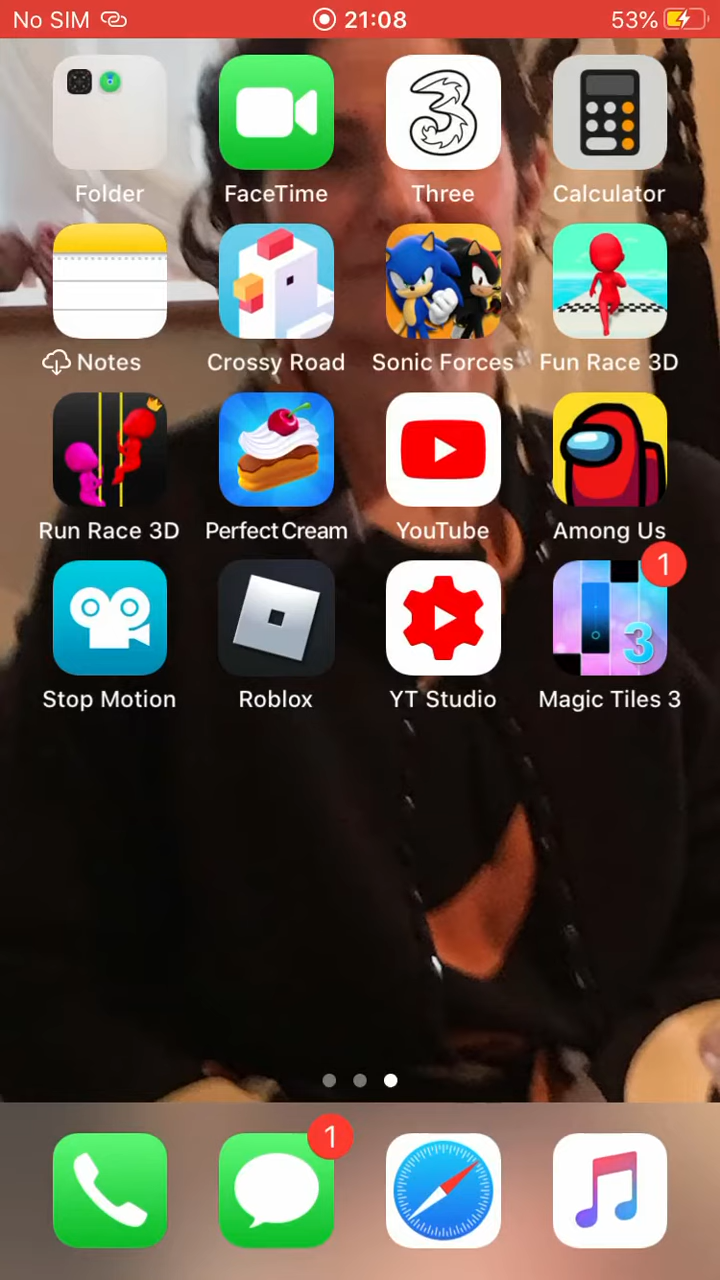 No SIM 21:08 53%
Folder FaceTime Three Calculator
Notes Crossy Road Sonic Forces Fun Race 3D
Run Race 3D Perfect Cream YouTube Among Us
1
3
Stop Motion Roblox YT Studio Magic Tiles 3
1